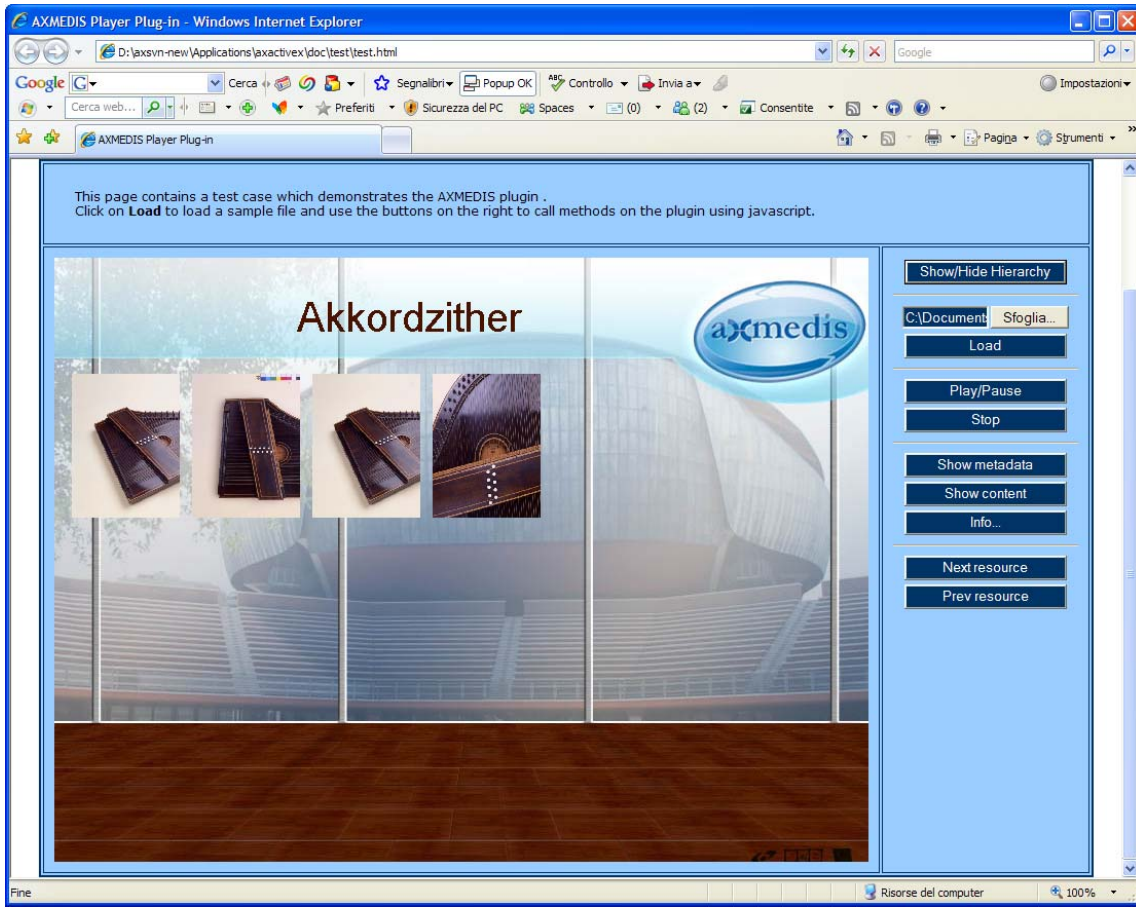 AXMEDIS Player Plug-in - Windows Internet Explorer
D:\axsvn-new\Applications\axactivex\doc\test\test.html
Google
Google G Cerca Segnalibri Popup OK ABC Controllo Invia a Impostazioni
Cerca web... Preferiti Sicurezza del PC Spaces (0) (2) Consentite
AXMEDIS Player Plug-in Pagina Strumenti »
This page contains a test case which demonstrates the AXMEDIS plugin .
Click on Load to load a sample file and use the buttons on the right to call methods on the plugin using javascript.
Akkordzither
axmedis
Show/Hide Hierarchy
C:\Document Sfoglia...
Load
Play/Pause
Stop
Show metadata
Show content
Info...
Next resource
Prev resource
Fine Risorse del computer 100%